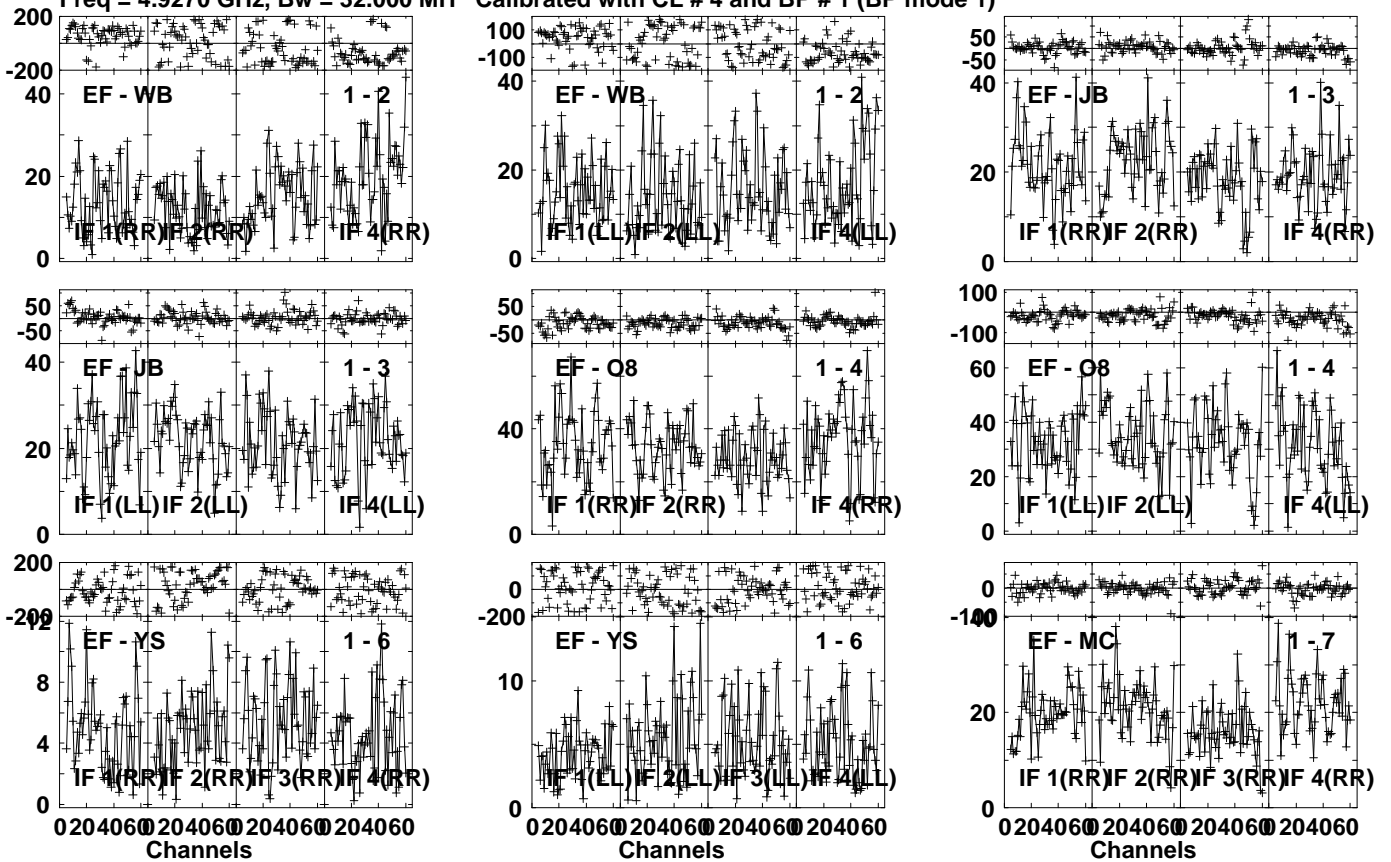 Freq = 4.9270 GHz, Bw = 32.000 MH Calibrated with CL # 4 and BP # 1 (BP mode 1)
200
-200
100
-100
50
-50
40
20
0
EF - WB
1 - 2
IF 1(RR)
IF 2(RR)
IF 4(RR)
40
20
0
EF - WB
1 - 2
IF 1(LL)
IF 2(LL)
IF 4(LL)
40
20
0
EF - JB
1 - 3
IF 1(RR)
IF 2(RR)
IF 4(RR)
50
-50
50
-50
100
-100
40
20
0
EF - JB
1 - 3
IF 1(LL)
IF 2(LL)
IF 4(LL)
40
0
EF - O8
1 - 4
IF 1(RR)
IF 2(RR)
IF 4(RR)
60
40
20
0
EF - O8
1 - 4
IF 1(LL)
IF 2(LL)
IF 4(LL)
200
-200
0
-200
0
-100
12
8
4
0
EF - YS
1 - 6
IF 1(RR)
IF 2(RR)
IF 3(RR)
IF 4(RR)
10
0
EF - YS
1 - 6
IF 1(LL)
IF 2(LL)
IF 3(LL)
IF 4(LL)
40
20
0
EF - MC
1 - 7
IF 1(RR)
IF 2(RR)
IF 3(RR)
IF 4(RR)
0 20 40 60 0 20 40 60 0 20 40 60 0 20 40 60
0 20 40 60 0 20 40 60 0 20 40 60 0 20 40 60
0 20 40 60 0 20 40 60 0 20 40 60 0 20 40 60
Channels
Channels
Channels